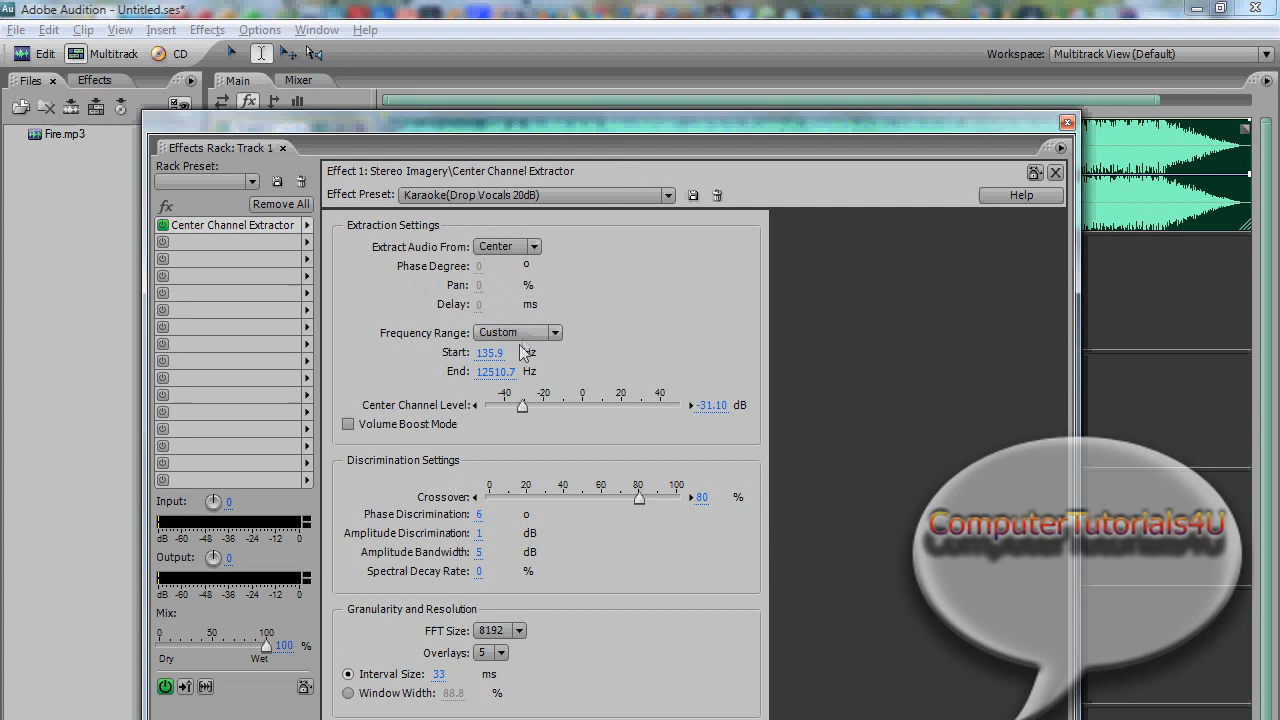 Au Adobe Audition - Untitled.ses*
File Edit Clip View Insert Effects Options Window Help
Edit Multitrack CD Workspace: Multitrack View (Default)
Files Effects Main Mixer
fx
Fire.mp3
Effects Rack: Track 1
Rack Preset:
fx Remove All
Center Channel Extractor
Input: 0
dB -80 -48 -36 -24 -12 0
Output: 0
dB -80 -48 -36 -24 -12 0
Mix:
0 50 100
100 %
Dry Wet
Effect 1: Stereo Imagery\Center Channel Extractor
Effect Preset: Karaoke(Drop Vocals 20dB) Help
Extraction Settings
Extract Audio From: Center
Phase Degree: 0 o
Pan: 0 %
Delay: 0 ms
Frequency Range: Custom
Start: 135.9 Hz
End: 12510.7 Hz
-40 -20 0 20 40
Center Channel Level: -31.10 dB
Volume Boost Mode
Discrimination Settings
0 20 40 60 80 100
Crossover: 80 %
Phase Discrimination: 6 o
Amplitude Discrimination: 1 dB
Amplitude Bandwidth: 5 dB
Spectral Decay Rate: 0 %
Granularity and Resolution
FFT Size: 8192
Overlays: 5
Interval Size: 33 ms
Window Width: 88.8 %
ComputerTutorials4U